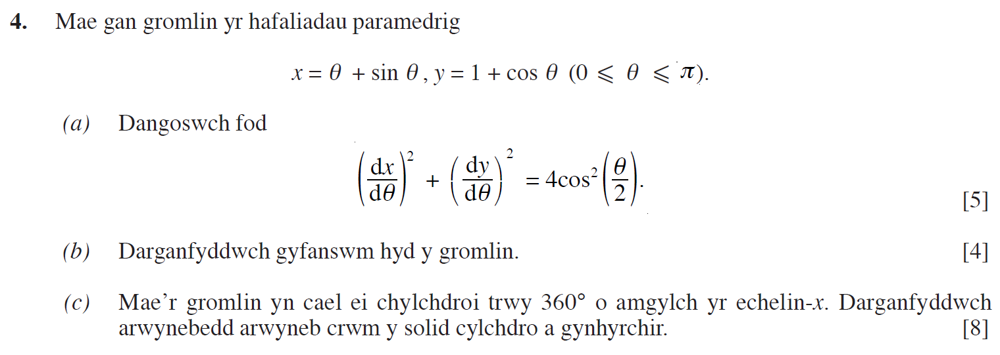 4. Mae gan gromlin yr hafaliadau paramedrig
x = θ + sin θ , y = 1 + cos θ (0 ⩽ θ ⩽ π).
(a) Dangoswch fod
(dx/dθ)² + (dy/dθ)² = 4cos²(θ/2).
[5]
(b) Darganfyddwch gyfanswm hyd y gromlin. [4]
(c) Mae’r gromlin yn cael ei chylchdroi trwy 360° o amgylch yr echelin-x. Darganfyddwch
arwynebedd arwyneb crwm y solid cylchdro a gynhyrchir. [8]